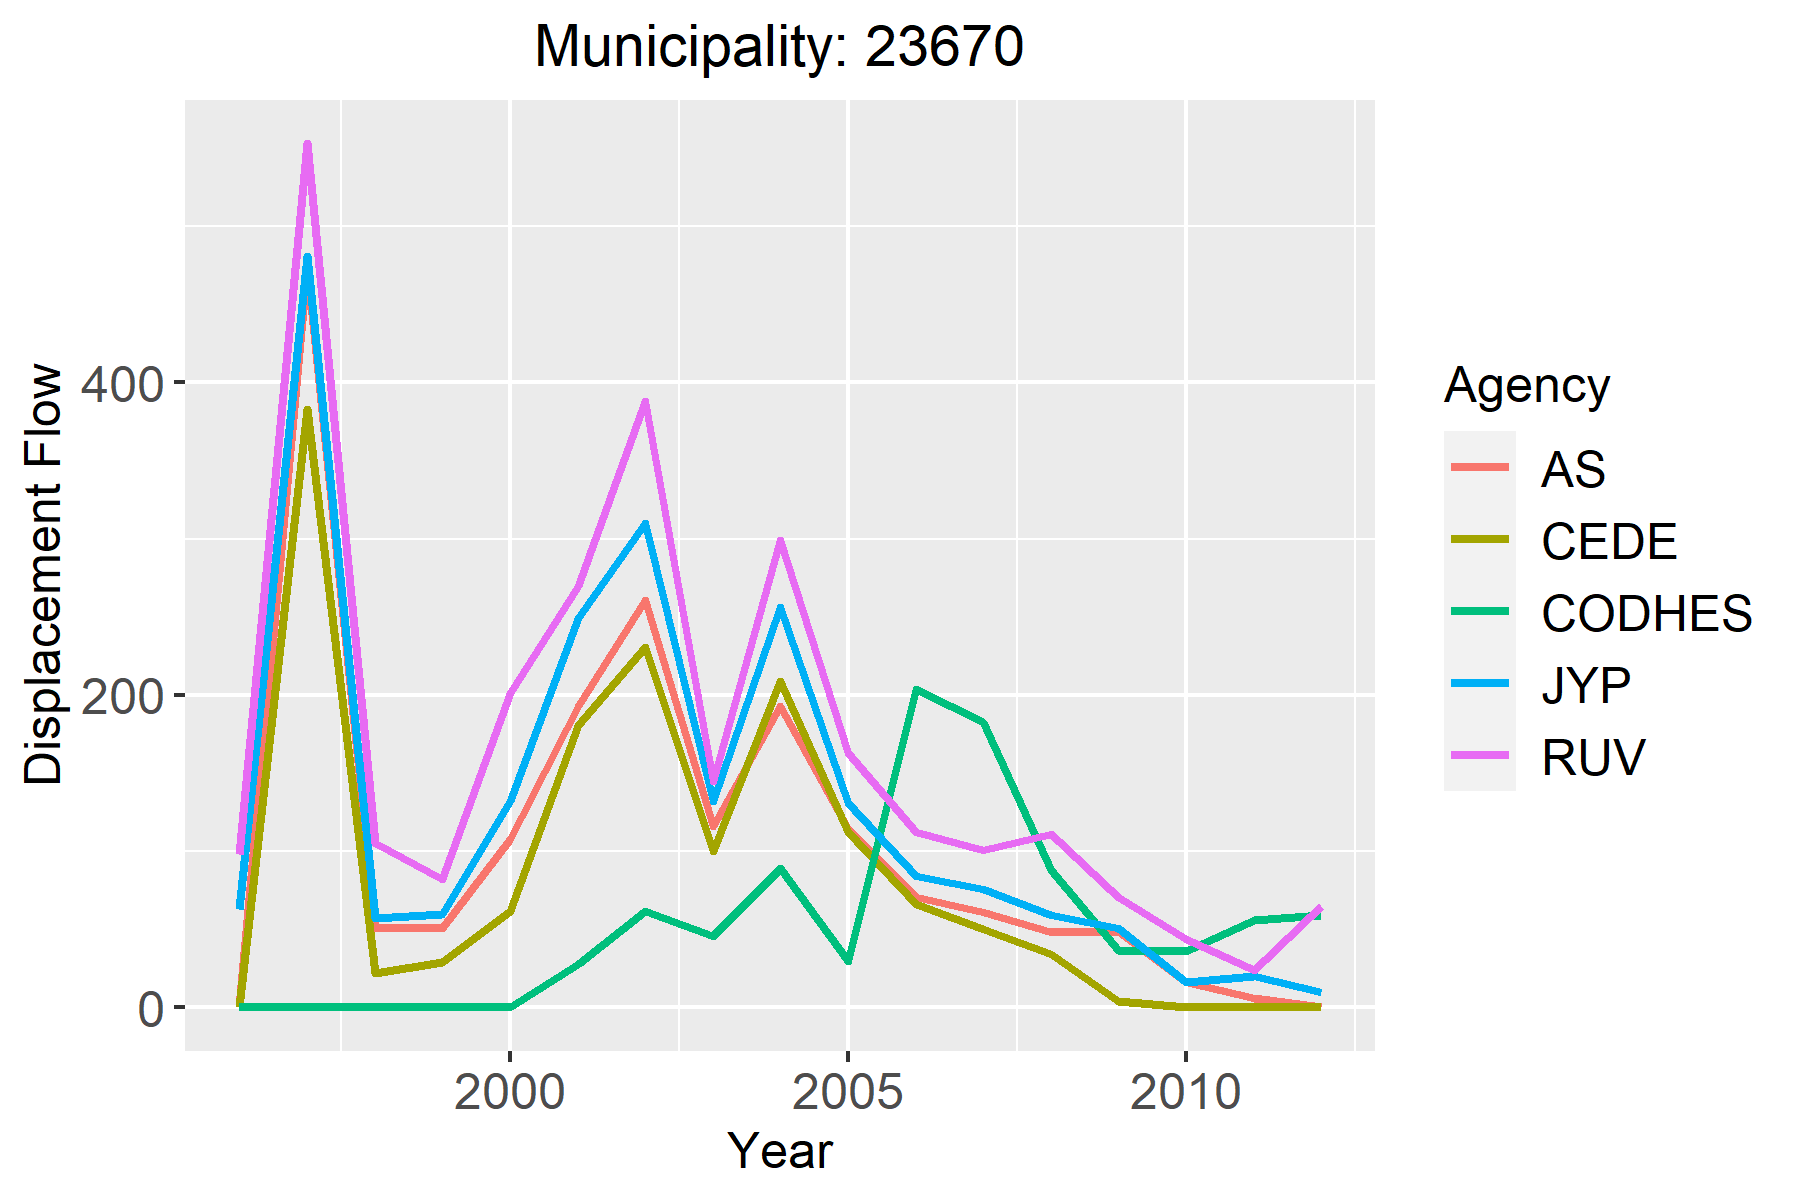 Municipality: 23670
Displacement Flow
400
200
0
2000
2005
2010
Year
Agency
AS
CEDE
CODHES
JYP
RUV